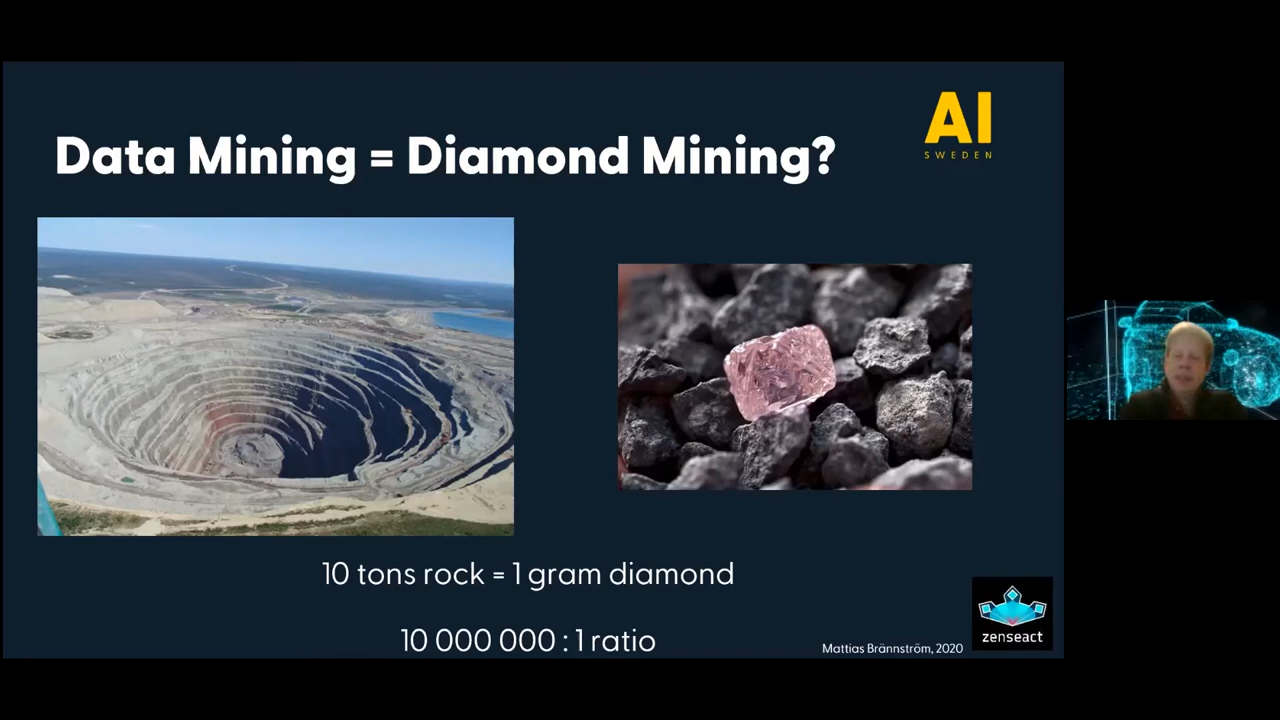 AI
SWEDEN
Data Mining = Diamond Mining?
10 tons rock = 1 gram diamond
10 000 000 : 1 ratio
Mattias Brännström, 2020
zenseact